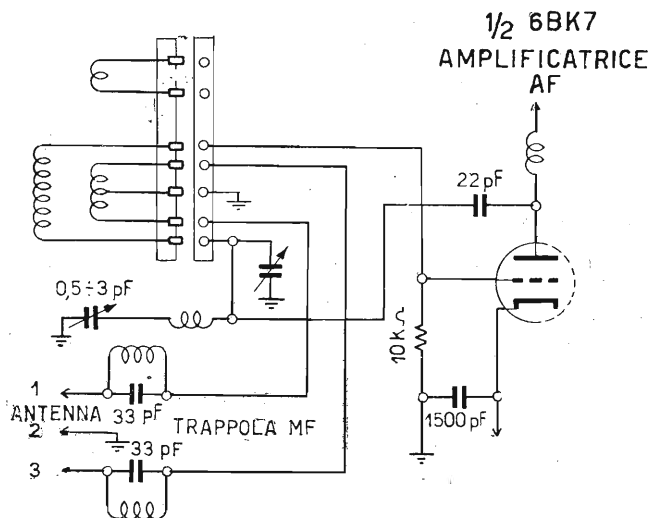 1/2 6BK7
AMPLIFICATRICE
AF
22 pF
0,5÷3 pF
10 kΩ
1
ANTENNA
33 pF
TRAPPOLA MF
2
33 pF
3
1500 pF